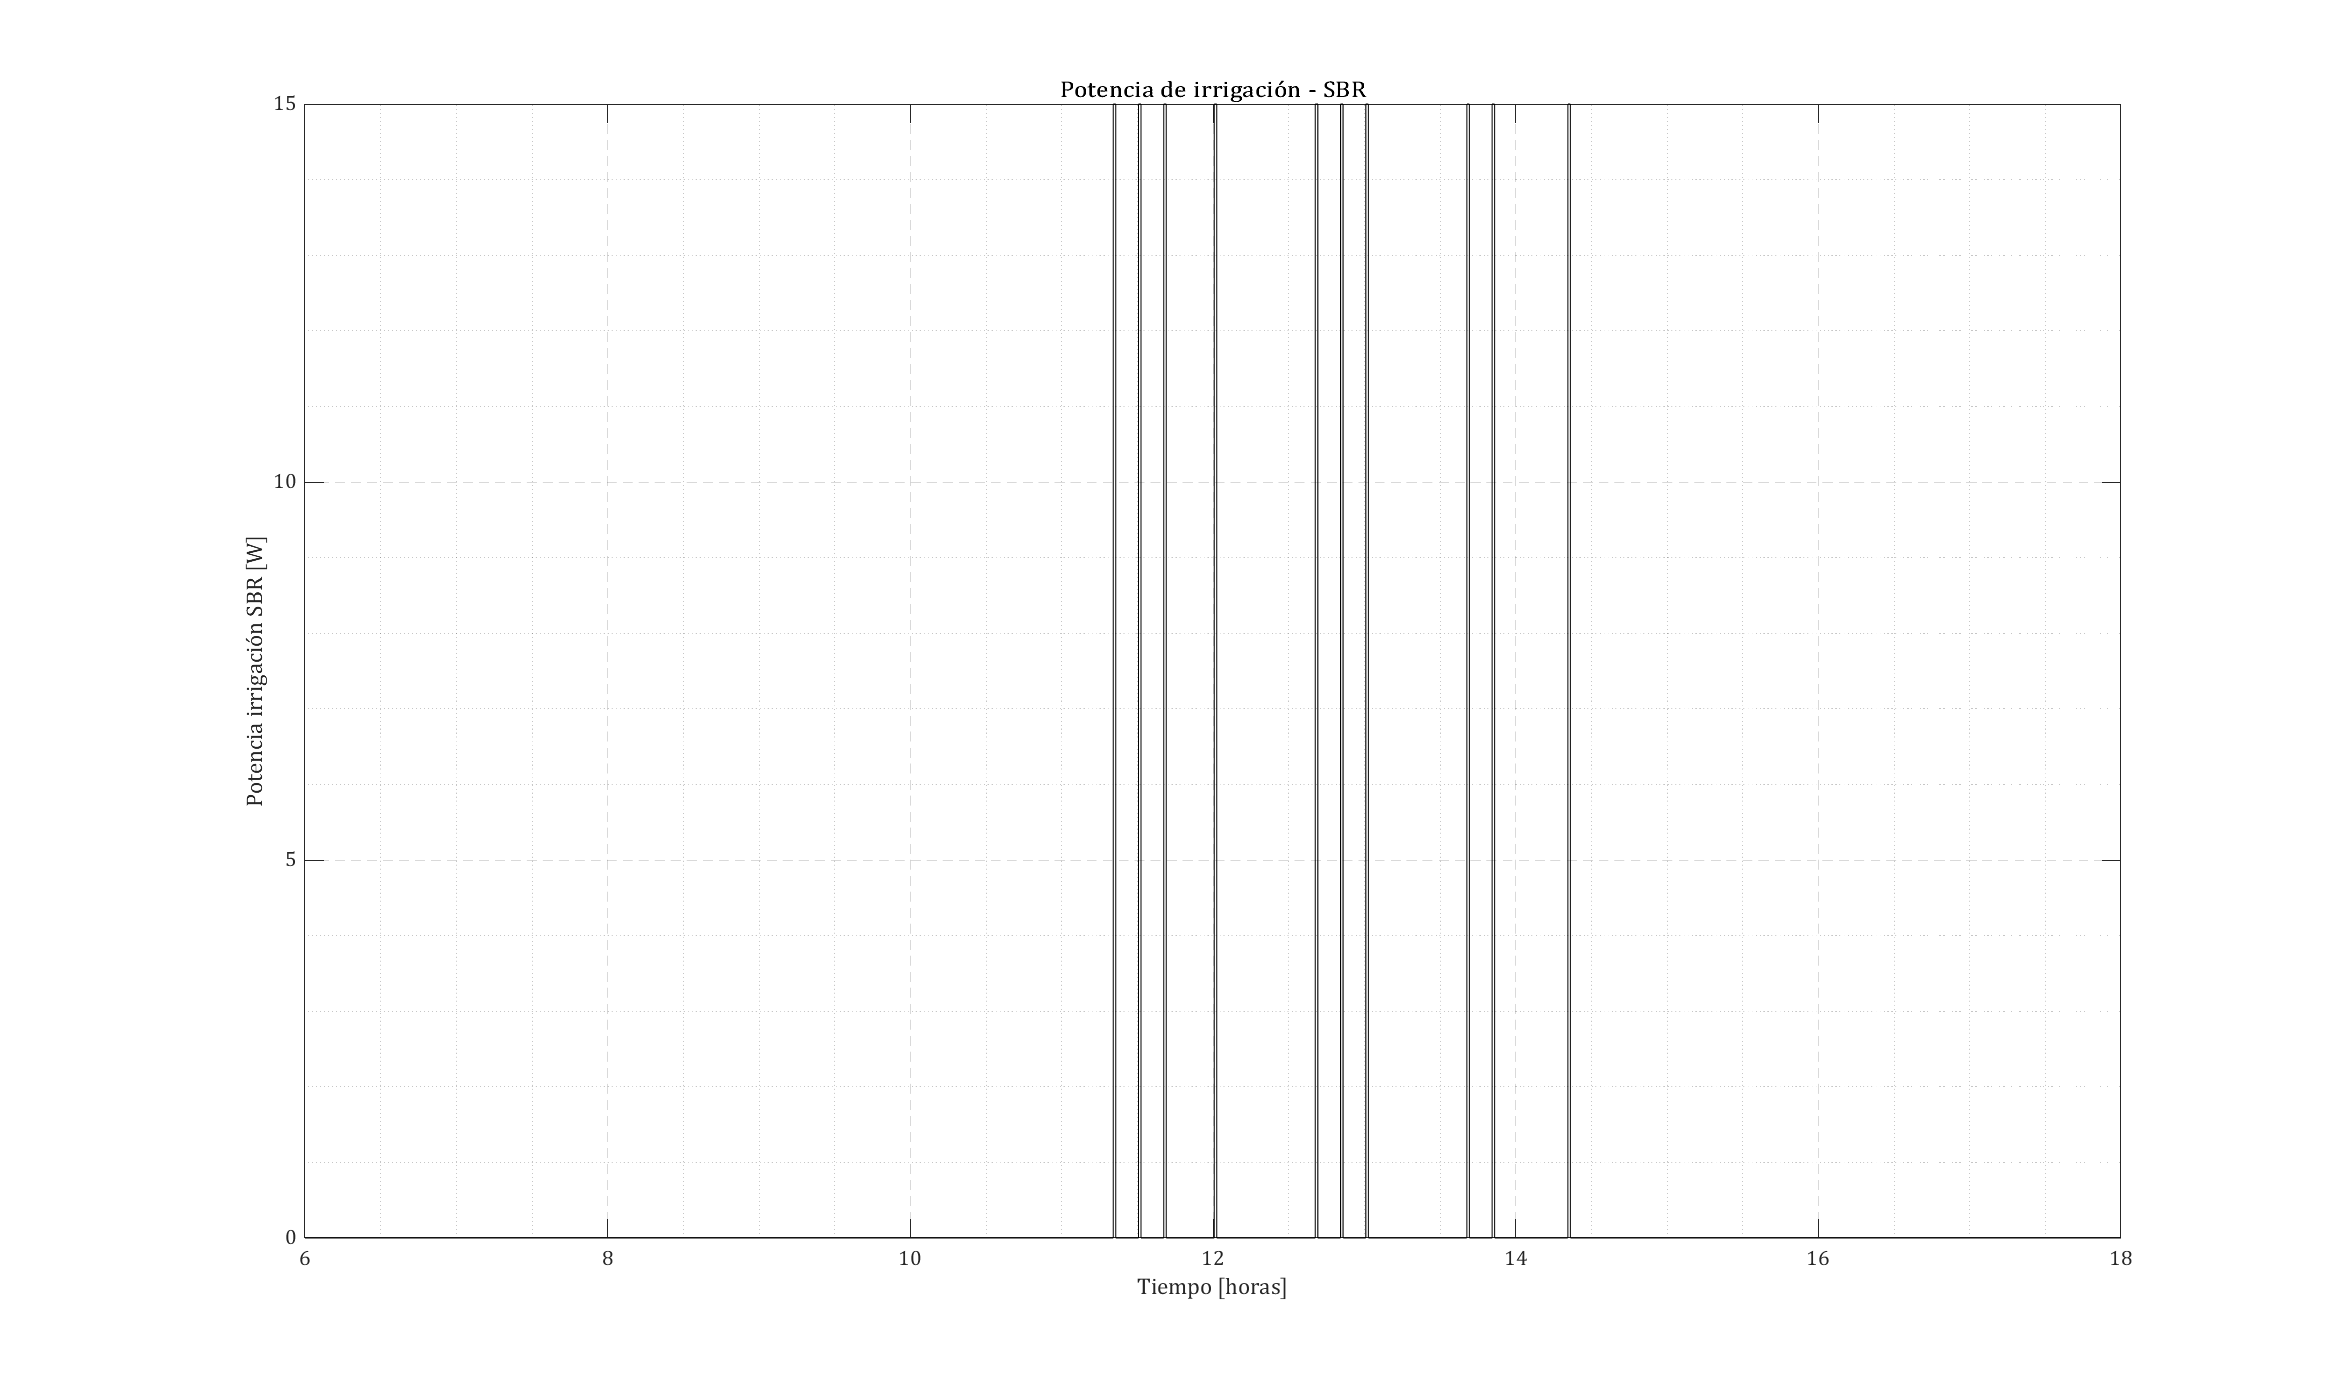 Potencia de irrigación - SBR
15
10
5
0
Potencia irrigación SBR [W]
6 8 10 12 14 16 18
Tiempo [horas]